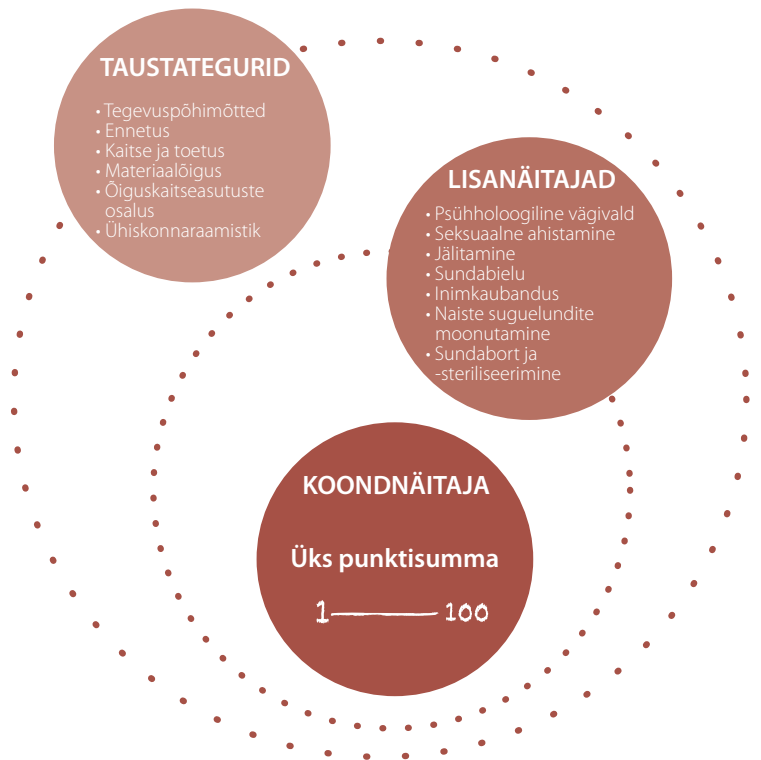 TAUSTATEGURID
• Tegevuspõhimõtted
• Ennetus
• Kaitse ja toetus
• Materiaalõigus
• Õiguskaitseasutuste
osalus
• Ühiskonnaraamistik
LISANÄITAJAD
• Psühholoogiline vägivald
• Seksuaalne ahistamine
• Jälitamine
• Sundabielu
• Inimkaubandus
• Naiste suguelundite
moonutamine
• Sundabort ja
-steriliseerimine
KOONDNÄITAJA
Üks punktisumma
1 100